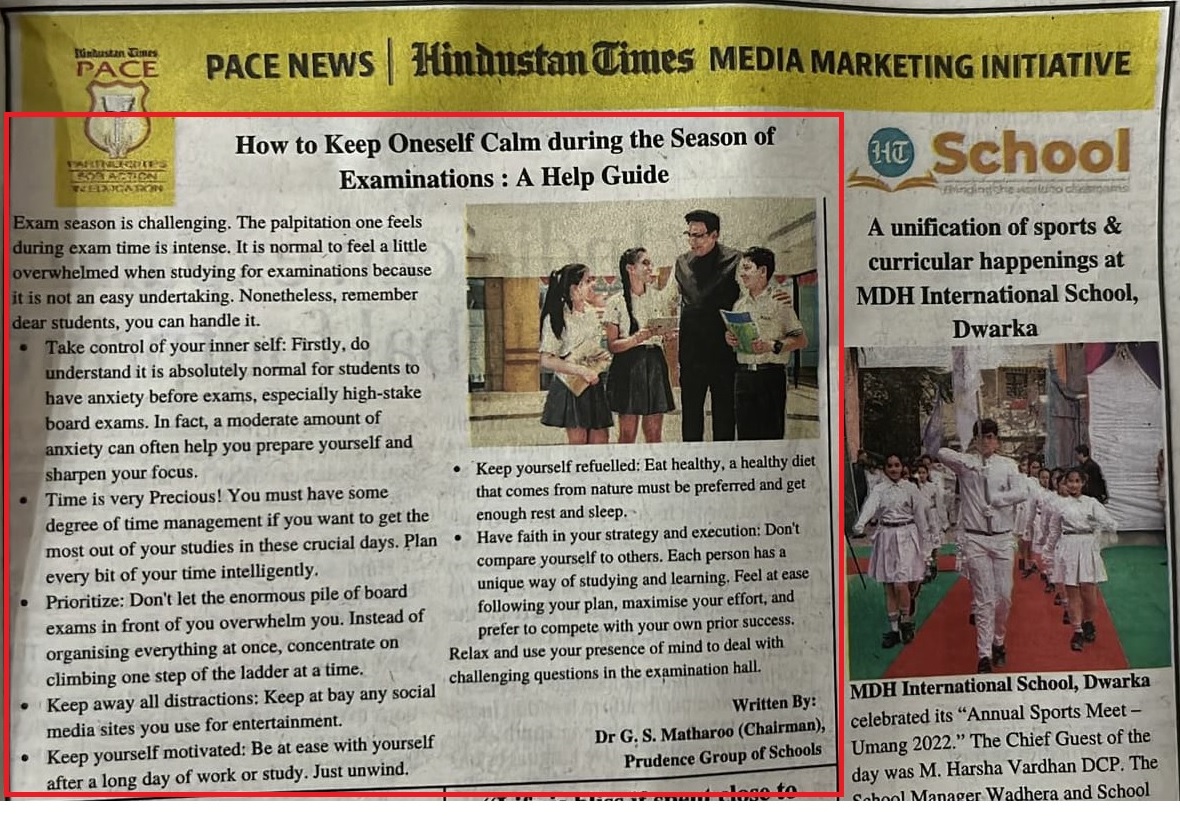 Hindustan Times
PACE
PARTNERSHIPS
FOR ACTION
IN EDUCATION
PACE NEWS | Hindustan Times MEDIA MARKETING INITIATIVE
How to Keep Oneself Calm during the Season of
Examinations : A Help Guide
Exam season is challenging. The palpitation one feels
during exam time is intense. It is normal to feel a little
overwhelmed when studying for examinations because
it is not an easy undertaking. Nonetheless, remember
dear students, you can handle it.
• Take control of your inner self: Firstly, do
understand it is absolutely normal for students to
have anxiety before exams, especially high-stake
board exams. In fact, a moderate amount of
anxiety can often help you prepare yourself and
sharpen your focus.
• Time is very Precious! You must have some
degree of time management if you want to get the
most out of your studies in these crucial days. Plan
every bit of your time intelligently.
• Prioritize: Don't let the enormous pile of board
exams in front of you overwhelm you. Instead of
organising everything at once, concentrate on
climbing one step of the ladder at a time.
• Keep away all distractions: Keep at bay any social
media sites you use for entertainment.
• Keep yourself motivated: Be at ease with yourself
after a long day of work or study. Just unwind.
• Keep yourself refuelled: Eat healthy, a healthy diet
that comes from nature must be preferred and get
enough rest and sleep.
• Have faith in your strategy and execution: Don't
compare yourself to others. Each person has a
unique way of studying and learning. Feel at ease
following your plan, maximise your effort, and
prefer to compete with your own prior success.
Relax and use your presence of mind to deal with
challenging questions in the examination hall.
Written By:
Dr G. S. Matharoo (Chairman),
Prudence Group of Schools
HT School
A unification of sports &
curricular happenings at
MDH International School,
Dwarka
MDH International School, Dwarka
celebrated its “Annual Sports Meet –
Umang 2022.” The Chief Guest of the
day was M. Harsha Vardhan DCP. The
School Manager Wadhera and School